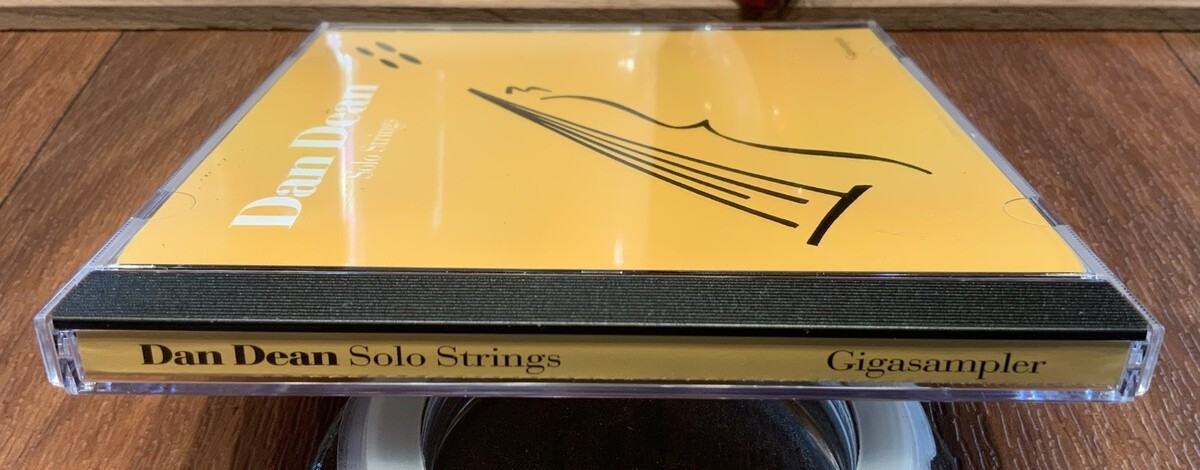 Dan Dean
Solo Strings
Dan Dean Solo Strings Gigasampler